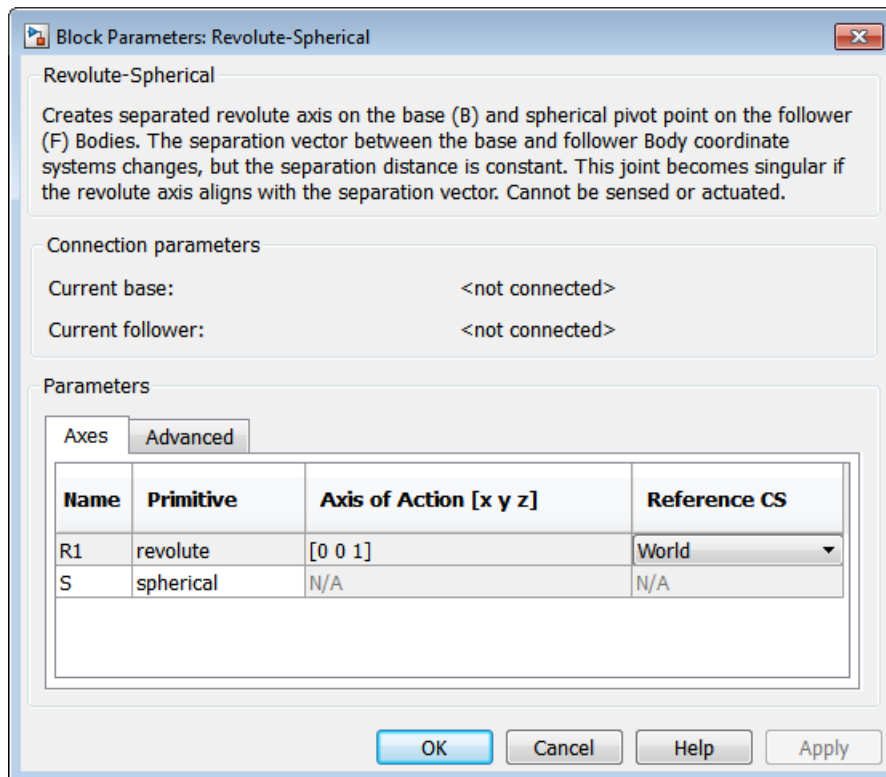 Block Parameters: Revolute-Spherical
Revolute-Spherical
Creates separated revolute axis on the base (B) and spherical pivot point on the follower
(F) Bodies. The separation vector between the base and follower Body coordinate
systems changes, but the separation distance is constant. This joint becomes singular if
the revolute axis aligns with the separation vector. Cannot be sensed or actuated.
Connection parameters
Current base: <not connected>
Current follower: <not connected>
Parameters
Axes Advanced
Name Primitive Axis of Action [x y z] Reference CS
R1 revolute [0 0 1] World
S spherical N/A N/A
OK Cancel Help Apply